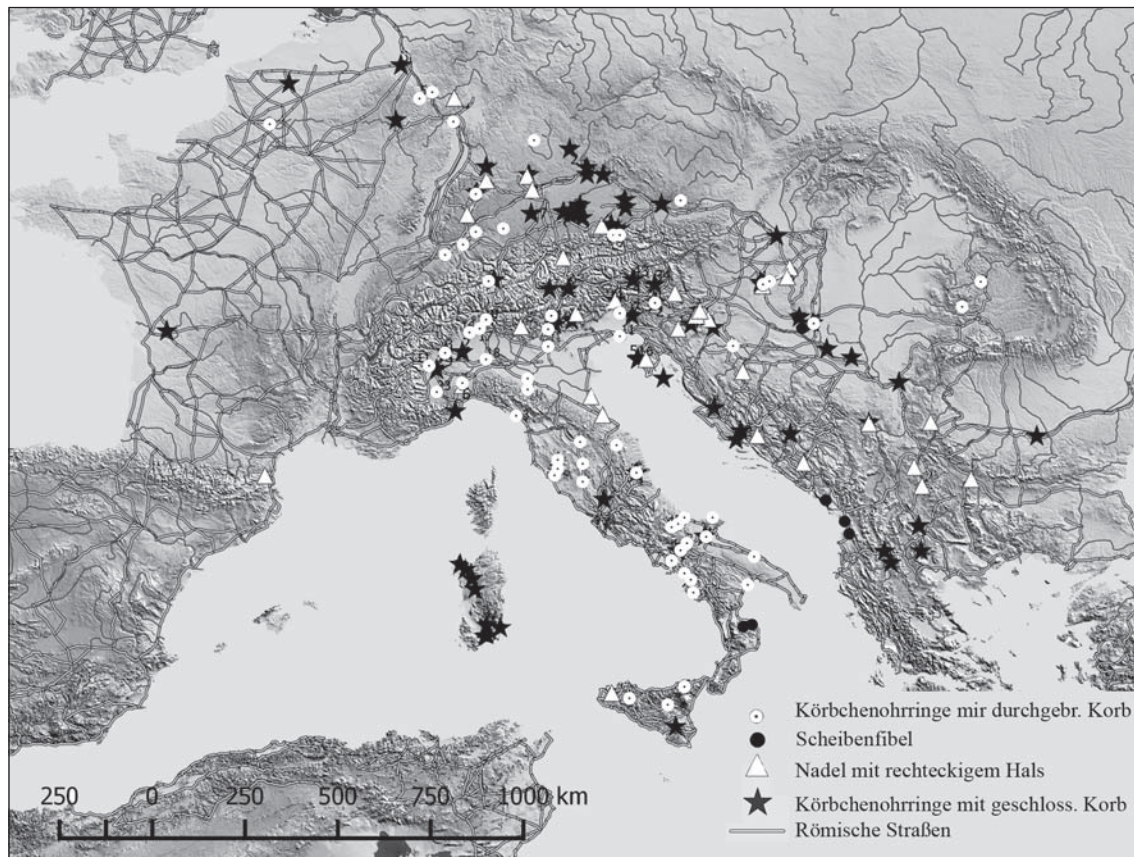 Körbchenohrringe mir durchgebr. Korb
Scheibenfibel
Nadel mit rechteckigem Hals
Körbchenohrringe mit geschloss. Korb
Römische Straßen
250 0 250 500 750 1000 km